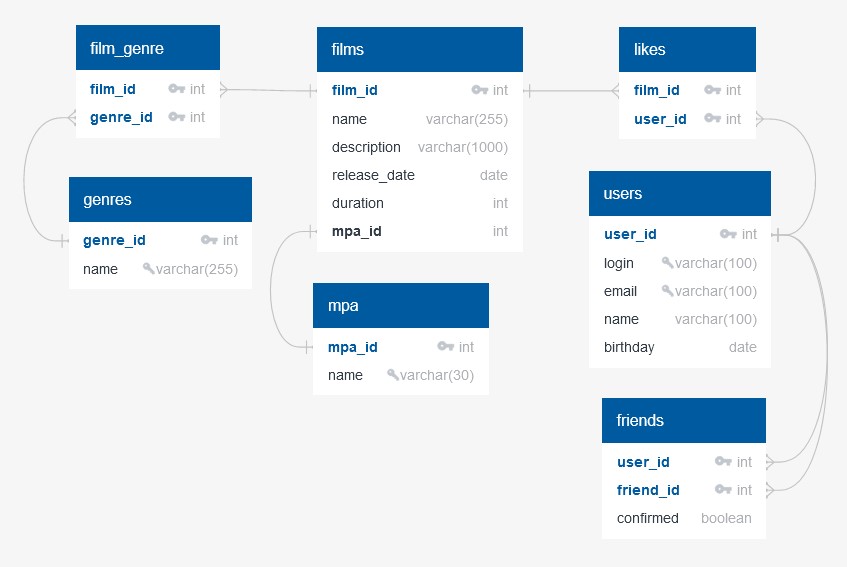 film_genre
film_id int
genre_id int
films
film_id int
name varchar(255)
description varchar(1000)
release_date date
duration int
mpa_id int
likes
film_id int
user_id int
genres
genre_id int
name varchar(255)
users
user_id int
login varchar(100)
email varchar(100)
name varchar(100)
birthday date
mpa
mpa_id int
name varchar(30)
friends
user_id int
friend_id int
confirmed boolean